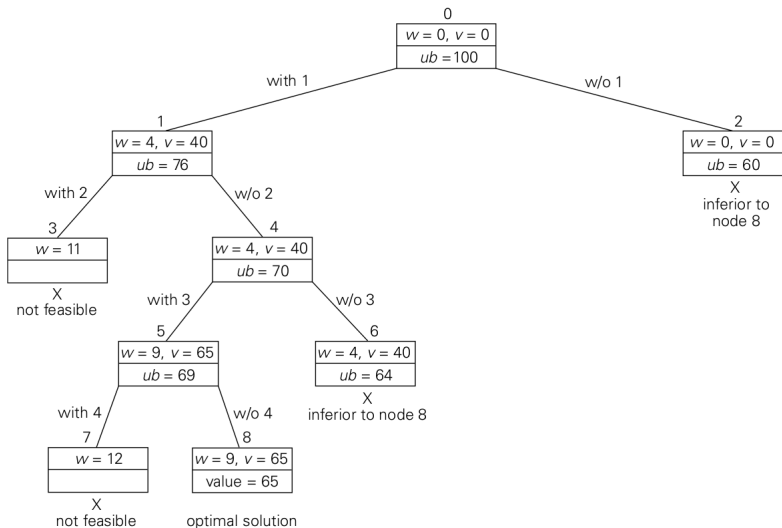 0
w = 0, v = 0
ub =100
with 1
w/o 1
1
w = 4, v = 40
ub = 76
2
w = 0, v = 0
ub = 60
X
inferior to
node 8
with 2
w/o 2
3
w = 11
X
not feasible
4
w = 4, v = 40
ub = 70
with 3
w/o 3
5
w = 9, v = 65
ub = 69
6
w = 4, v = 40
ub = 64
X
inferior to node 8
with 4
w/o 4
7
w = 12
X
not feasible
8
w = 9, v = 65
value = 65
optimal solution